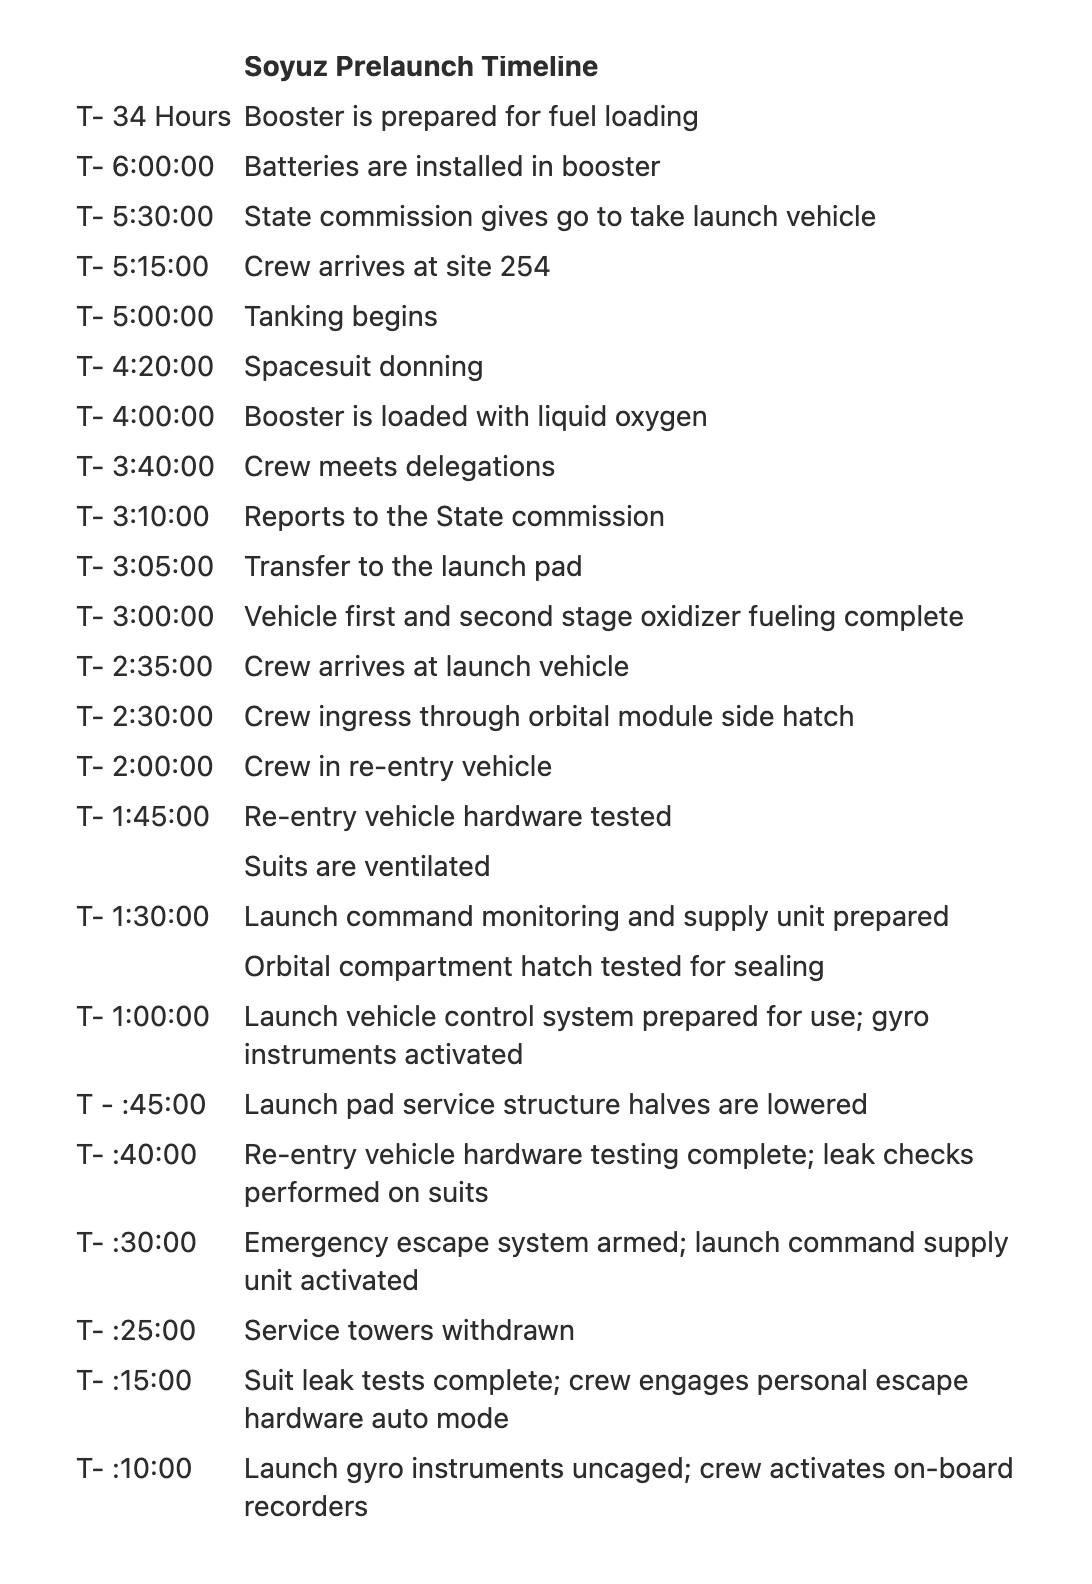 Soyuz Prelaunch Timeline
T- 34 Hours Booster is prepared for fuel loading
T- 6:00:00 Batteries are installed in booster
T- 5:30:00 State commission gives go to take launch vehicle
T- 5:15:00 Crew arrives at site 254
T- 5:00:00 Tanking begins
T- 4:20:00 Spacesuit donning
T- 4:00:00 Booster is loaded with liquid oxygen
T- 3:40:00 Crew meets delegations
T- 3:10:00 Reports to the State commission
T- 3:05:00 Transfer to the launch pad
T- 3:00:00 Vehicle first and second stage oxidizer fueling complete
T- 2:35:00 Crew arrives at launch vehicle
T- 2:30:00 Crew ingress through orbital module side hatch
T- 2:00:00 Crew in re-entry vehicle
T- 1:45:00 Re-entry vehicle hardware tested
Suits are ventilated
T- 1:30:00 Launch command monitoring and supply unit prepared
Orbital compartment hatch tested for sealing
T- 1:00:00 Launch vehicle control system prepared for use; gyro
instruments activated
T - :45:00 Launch pad service structure halves are lowered
T- :40:00 Re-entry vehicle hardware testing complete; leak checks
performed on suits
T- :30:00 Emergency escape system armed; launch command supply
unit activated
T- :25:00 Service towers withdrawn
T- :15:00 Suit leak tests complete; crew engages personal escape
hardware auto mode
T- :10:00 Launch gyro instruments uncaged; crew activates on-board
recorders